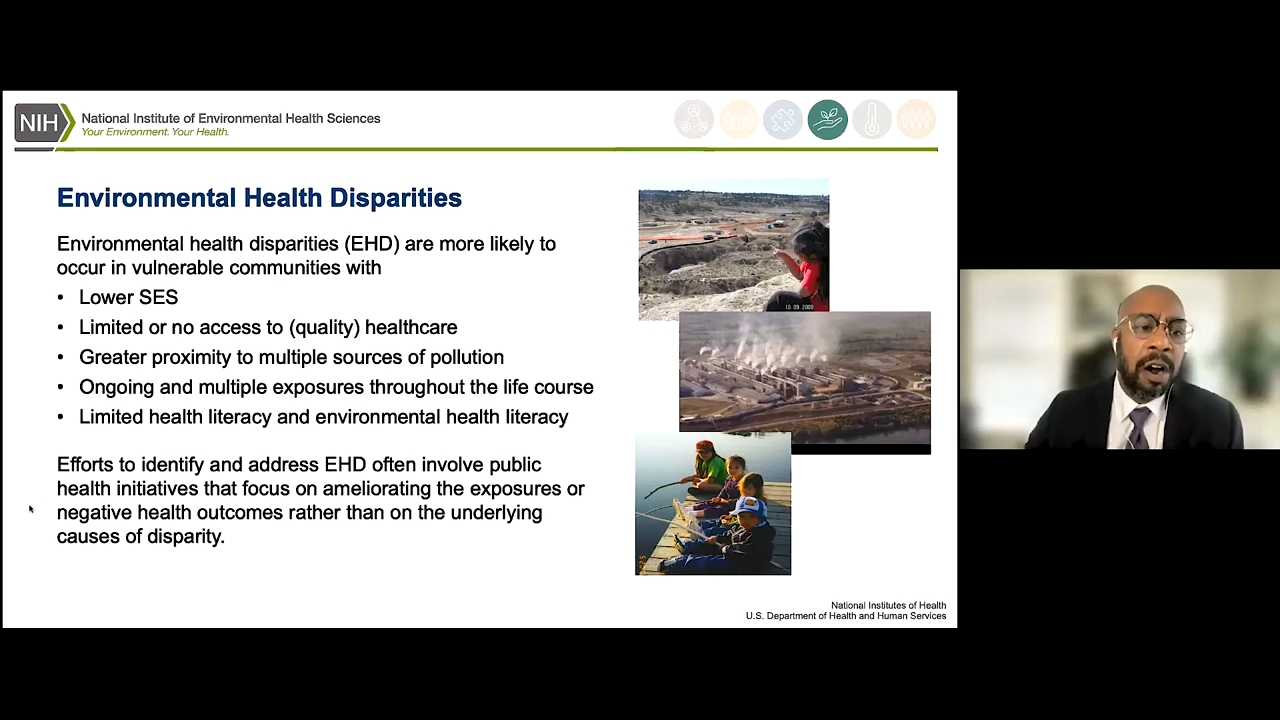 NIH
National Institute of Environmental Health Sciences
Your Environment. Your Health.
Environmental Health Disparities
Environmental health disparities (EHD) are more likely to
occur in vulnerable communities with
• Lower SES
• Limited or no access to (quality) healthcare
• Greater proximity to multiple sources of pollution
• Ongoing and multiple exposures throughout the life course
• Limited health literacy and environmental health literacy
Efforts to identify and address EHD often involve public
health initiatives that focus on ameliorating the exposures or
negative health outcomes rather than on the underlying
causes of disparity.
National Institutes of Health
U.S. Department of Health and Human Services